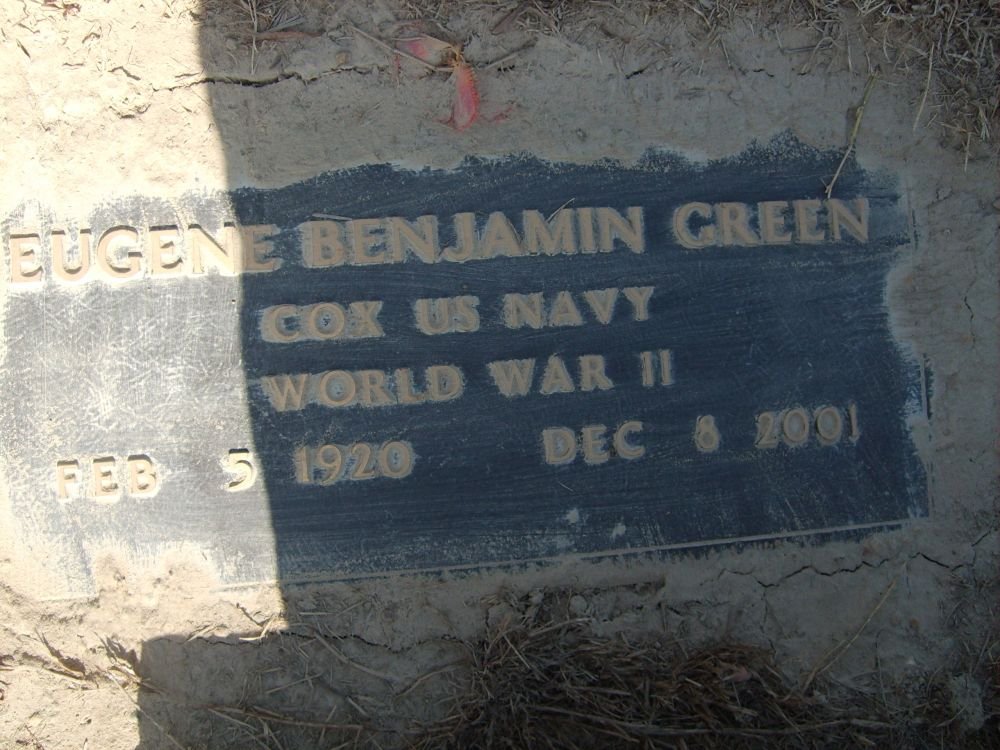 EUGENE BENJAMIN GREEN
COX US NAVY
WORLD WAR II
FEB 5 1920 DEC 8 2001